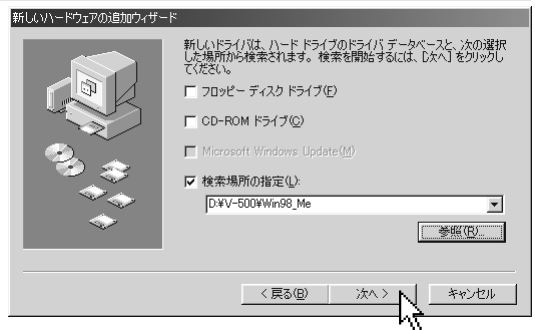 新しいハードウェアの追加ウィザード
新しいドライバは、ハード ドライブのドライバ データベースと、次の選択
した場所から検索されます。検索を開始するには、[次へ] をクリックし
てください。
フロッピー ディスク ドライブ(F)
CD-ROM ドライブ(C)
Microsoft Windows Update(M)
検索場所の指定(L):
D:¥V-500¥Win98_Me
参照(R)...
< 戻る(B)
次へ >
キャンセル